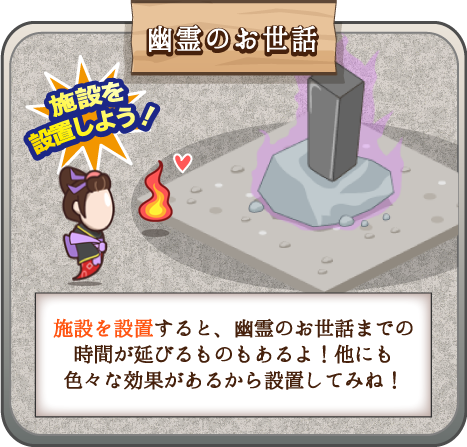 幽霊のお世話
施設を
設置しよう！
施設を設置すると、幽霊のお世話までの
時間が延びるものもあるよ！他にも
色々な効果があるから設置してみね！